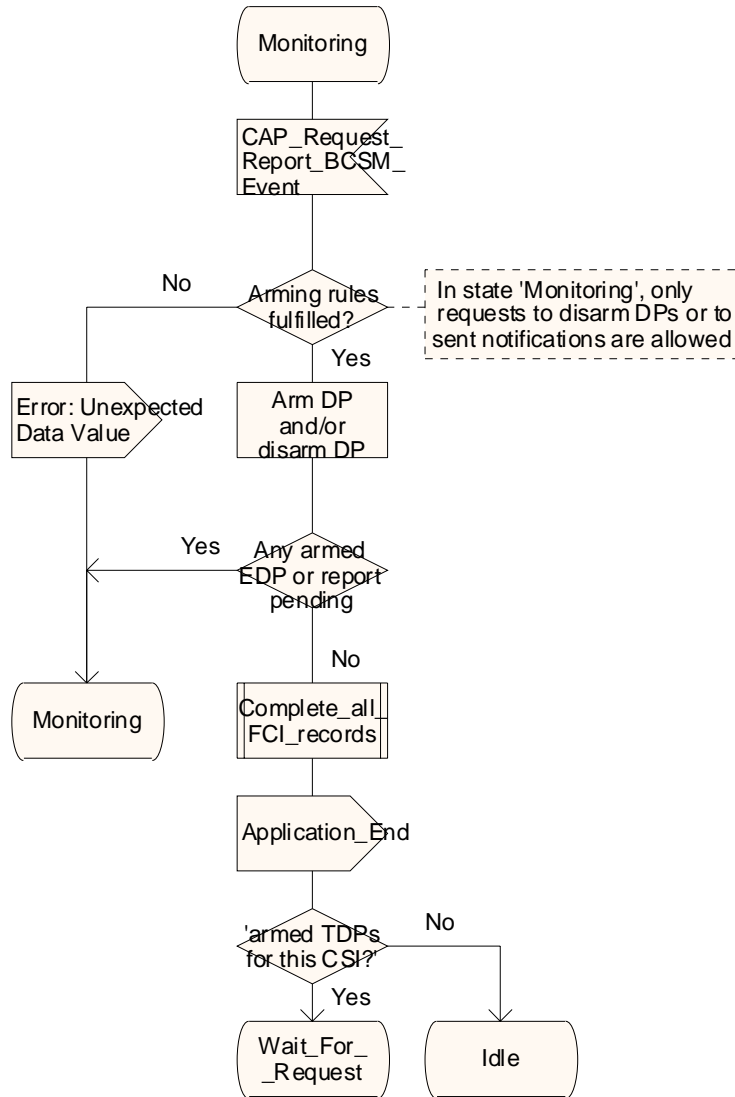 Monitoring
CAP_Request_
Report_BCSM_
Event
No
Arming rules
fulfilled?
In state 'Monitoring', only
requests to disarm DPs or to
sent notifications are allowed
Yes
Error: Unexpected
Data Value
Arm DP
and/or
disarm DP
Yes
Any armed
EDP or report
pending
No
Monitoring
Complete_all_
FCI_records
Application_End
'armed TDPs
for this CSI?'
No
Yes
Wait_For_
_Request
Idle